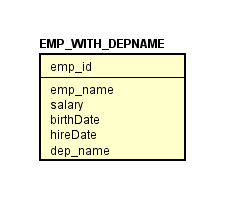 EMP_WITH_DEPNAME
emp_id
emp_name
salary
birthDate
hireDate
dep_name